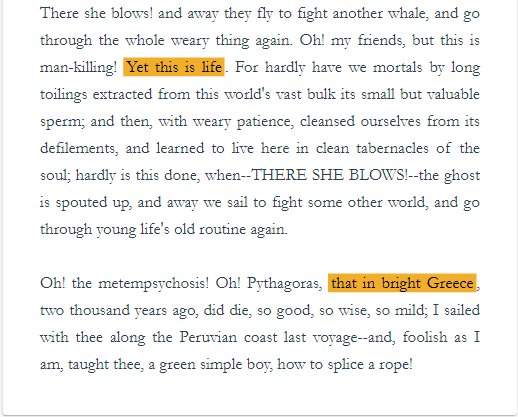 There she blows! and away they fly to fight another whale, and go
through the whole weary thing again. Oh! my friends, but this is
man-killing! Yet this is life. For hardly have we mortals by long
toilings extracted from this world's vast bulk its small but valuable
sperm; and then, with weary patience, cleansed ourselves from its
defilements, and learned to live here in clean tabernacles of the
soul; hardly is this done, when--THERE SHE BLOWS!--the ghost
is spouted up, and away we sail to fight some other world, and go
through young life's old routine again.
Oh! the metempsychosis! Oh! Pythagoras, that in bright Greece,
two thousand years ago, did die, so good, so wise, so mild; I sailed
with thee along the Peruvian coast last voyage--and, foolish as I
am, taught thee, a green simple boy, how to splice a rope!